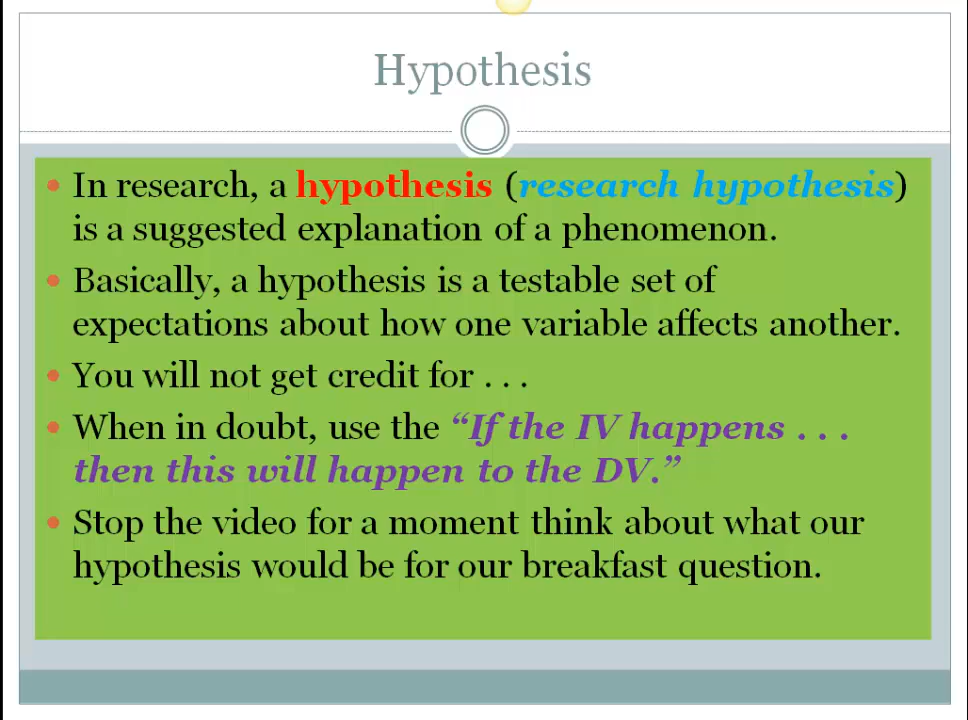 Hypothesis
• In research, a hypothesis (research hypothesis)
is a suggested explanation of a phenomenon.
• Basically, a hypothesis is a testable set of
expectations about how one variable affects another.
• You will not get credit for . . .
• When in doubt, use the “If the IV happens . . .
then this will happen to the DV.”
• Stop the video for a moment think about what our
hypothesis would be for our breakfast question.